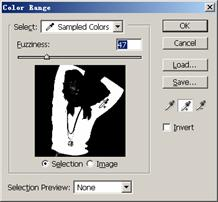 Color Range
Select: Sampled Colors
OK
Fuzziness: 47
Cancel
Load...
Save...
Invert
Selection Image
Selection Preview: None